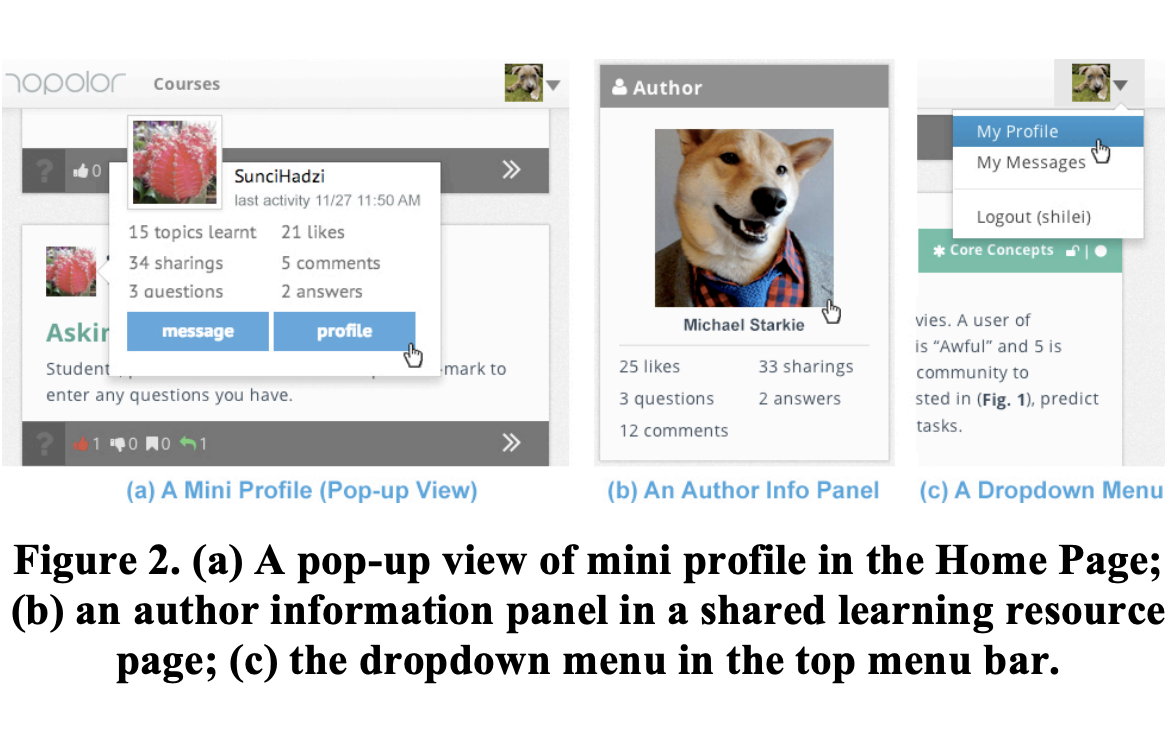 nopolor Courses
0
SunciHadzi
last activity 11/27 11:50 AM
15 topics learnt 21 likes
34 sharings 5 comments
3 questions 2 answers
message profile
Askin
Student
mark to
enter any questions you have.
? 1 0 0 1
(a) A Mini Profile (Pop-up View)
Author
Michael Starkie
25 likes 33 sharings
3 questions 2 answers
12 comments
(b) An Author Info Panel
My Profile
My Messages
Logout (shilei)
Core Concepts |
vies. A user of
is “Awful” and 5 is
community to
sted in (Fig. 1), predict
tasks.
(c) A Dropdown Menu
Figure 2. (a) A pop-up view of mini profile in the Home Page;
(b) an author information panel in a shared learning resource
page; (c) the dropdown menu in the top menu bar.